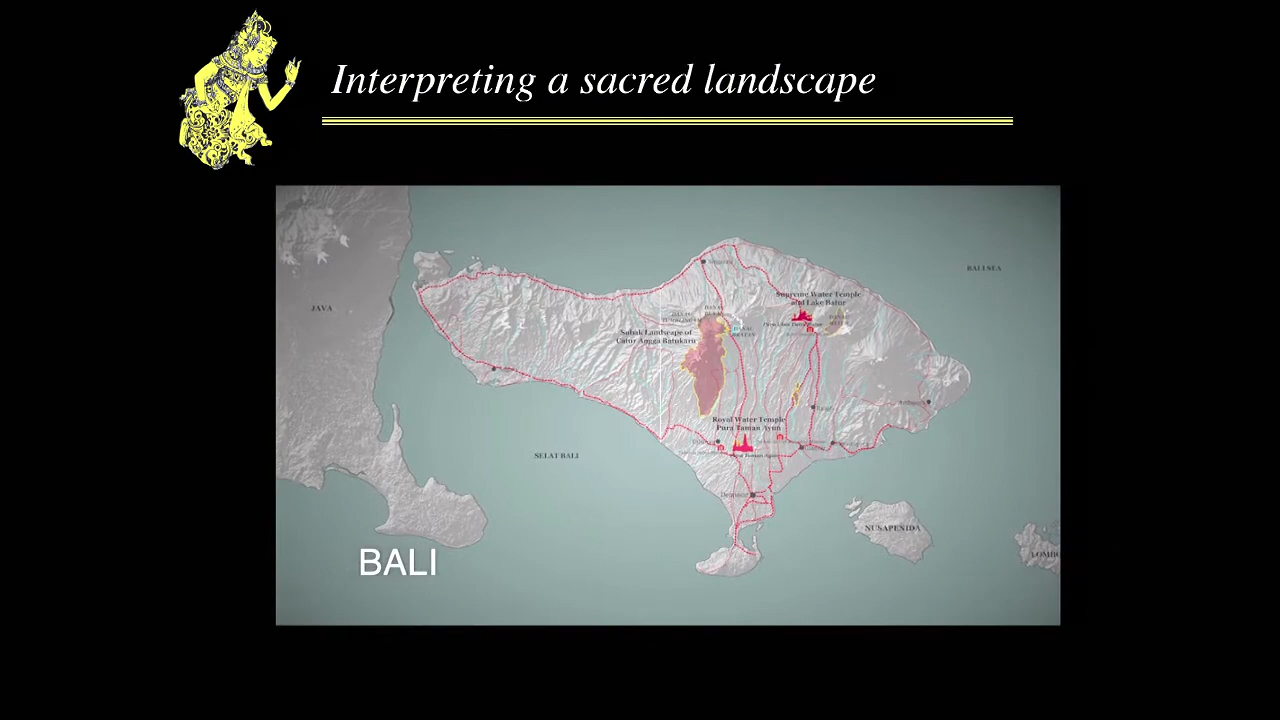 Interpreting a sacred landscape
BALI SEA
JAVA
Supreme Water Temple
and Lake Batur
Subak Landscape of
Catur Angga Batukaru
Royal Water Temple
Pura Taman Ayun
SELAT BALI
Denpasar
NUSAPENIDA
BALI